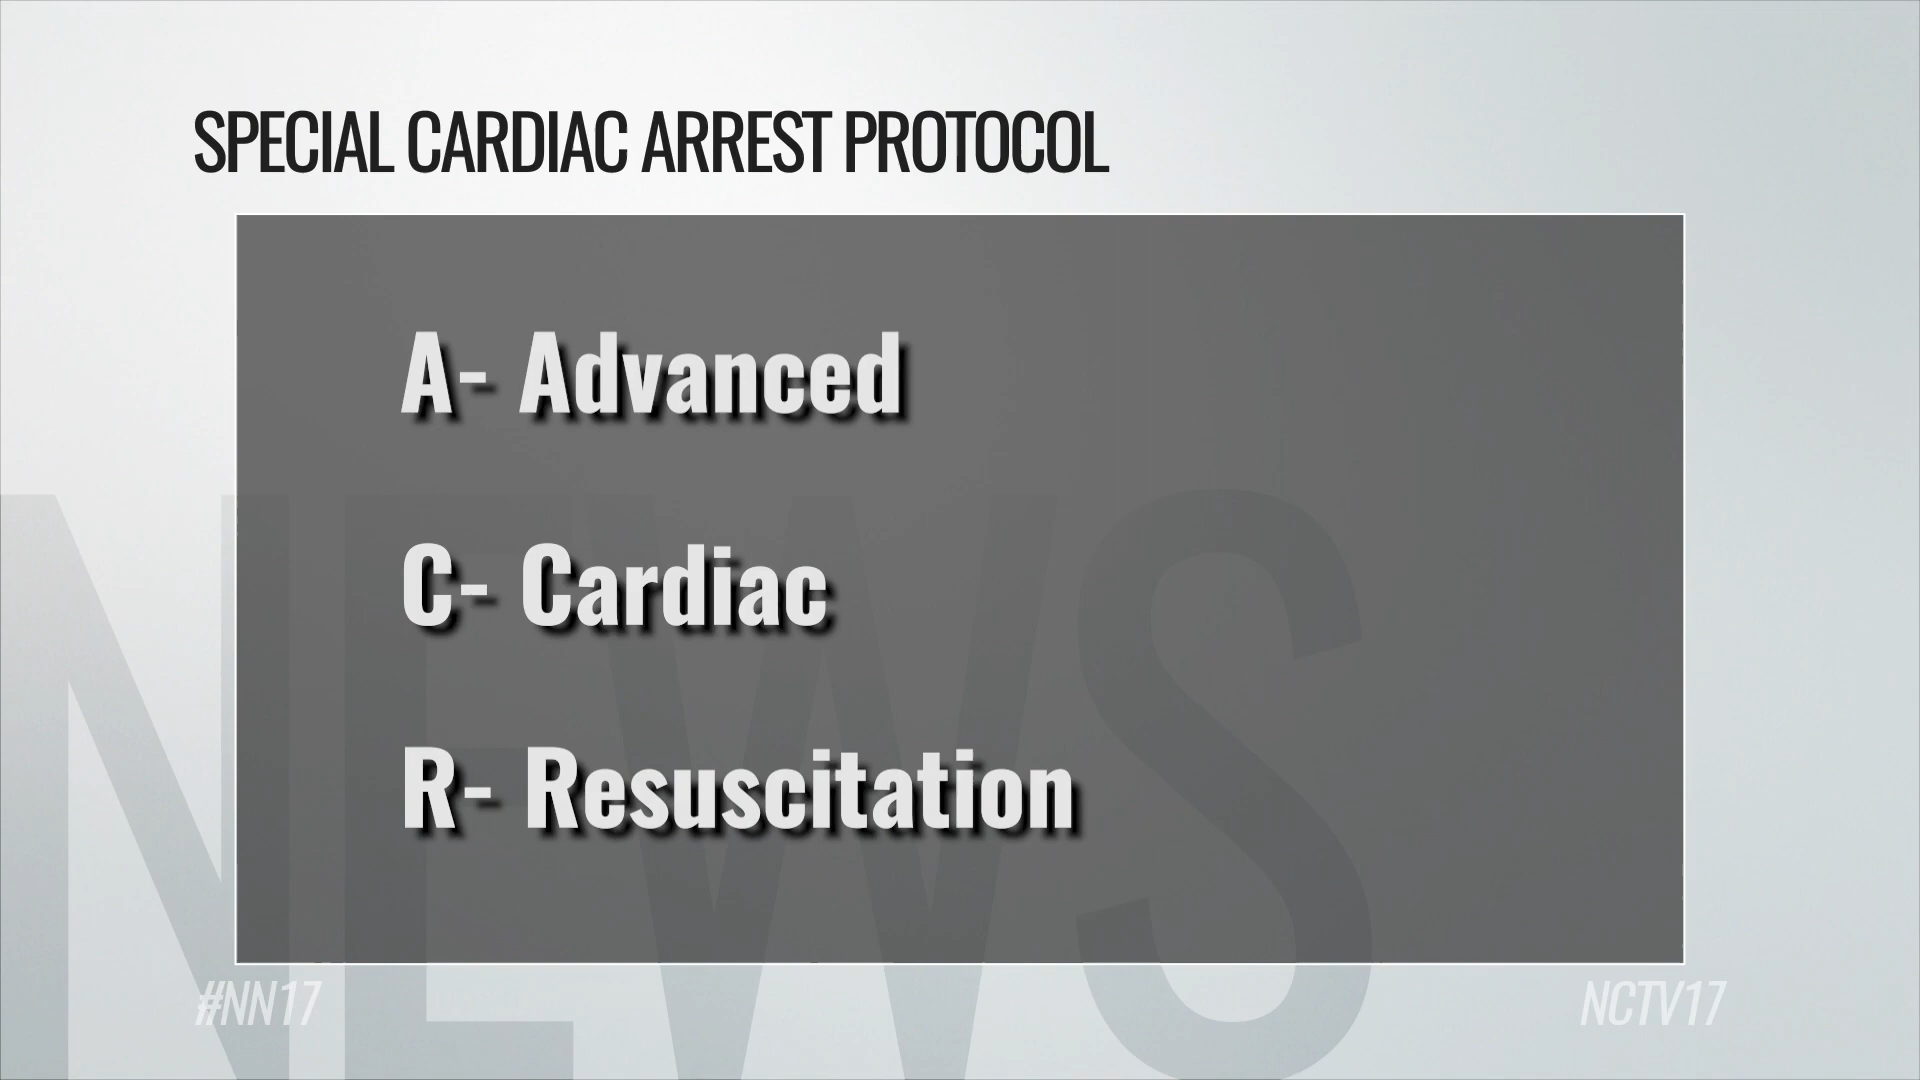 SPECIAL CARDIAC ARREST PROTOCOL
A- Advanced
C- Cardiac
R- Resuscitation
NEWS
#NN17 NCTV17